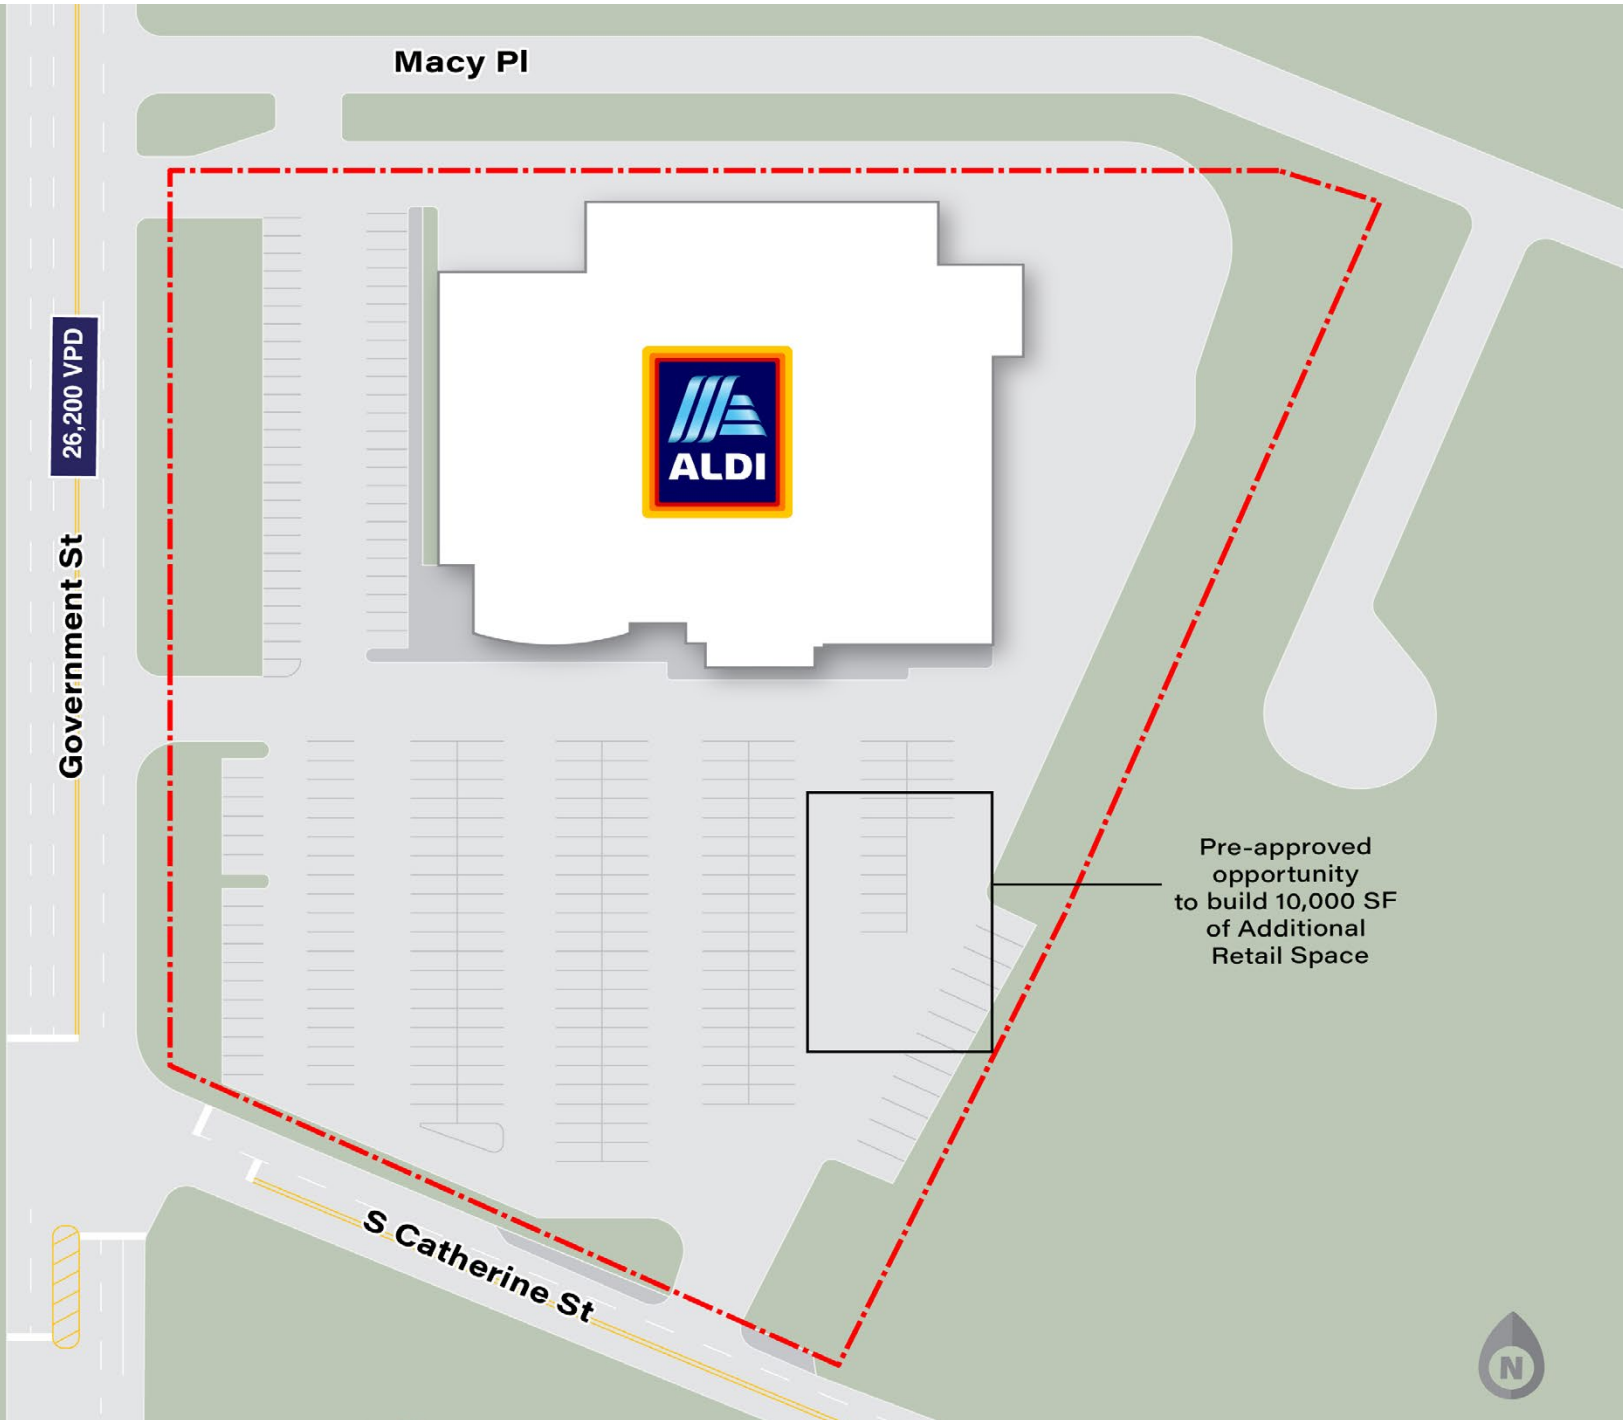 Macy Pl
26,200 VPD
ALDI
Government St
Pre-approved
opportunity
to build 10,000 SF
of Additional
Retail Space
S Catherine St
N